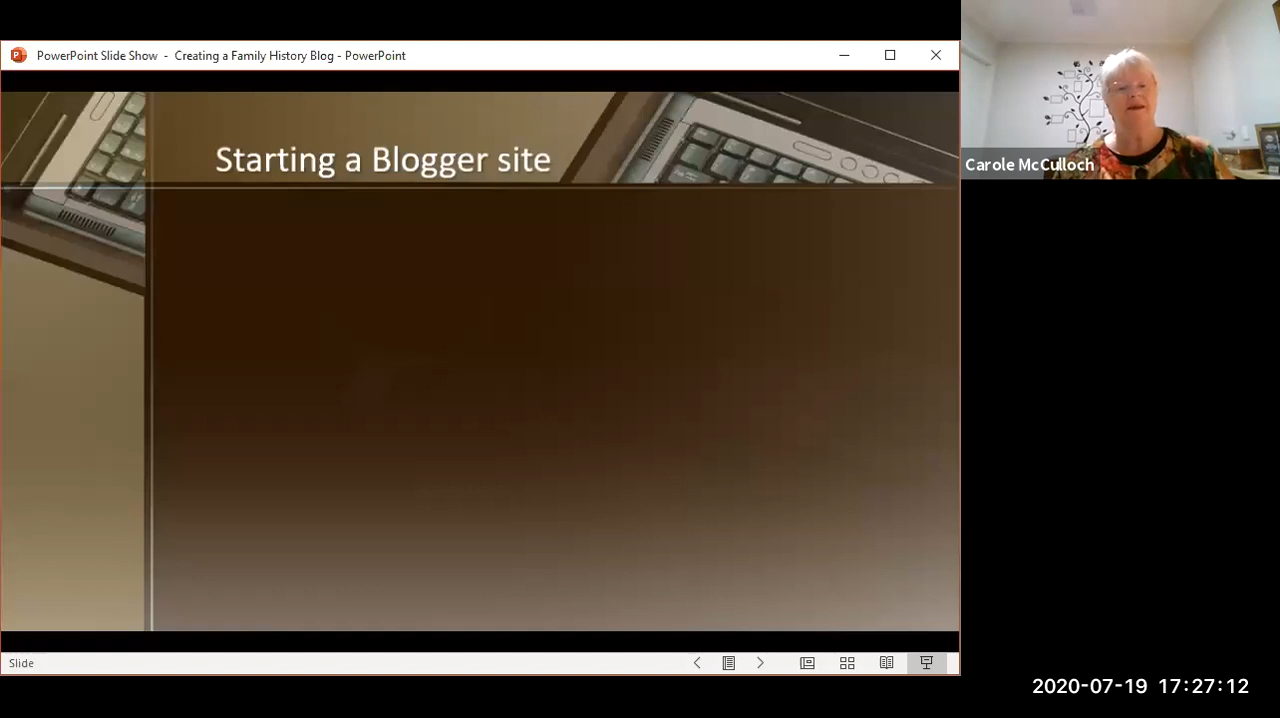 PowerPoint Slide Show - Creating a Family History Blog - PowerPoint
Starting a Blogger site
Carole McCulloch
Slide
2020-07-19 17:27:12